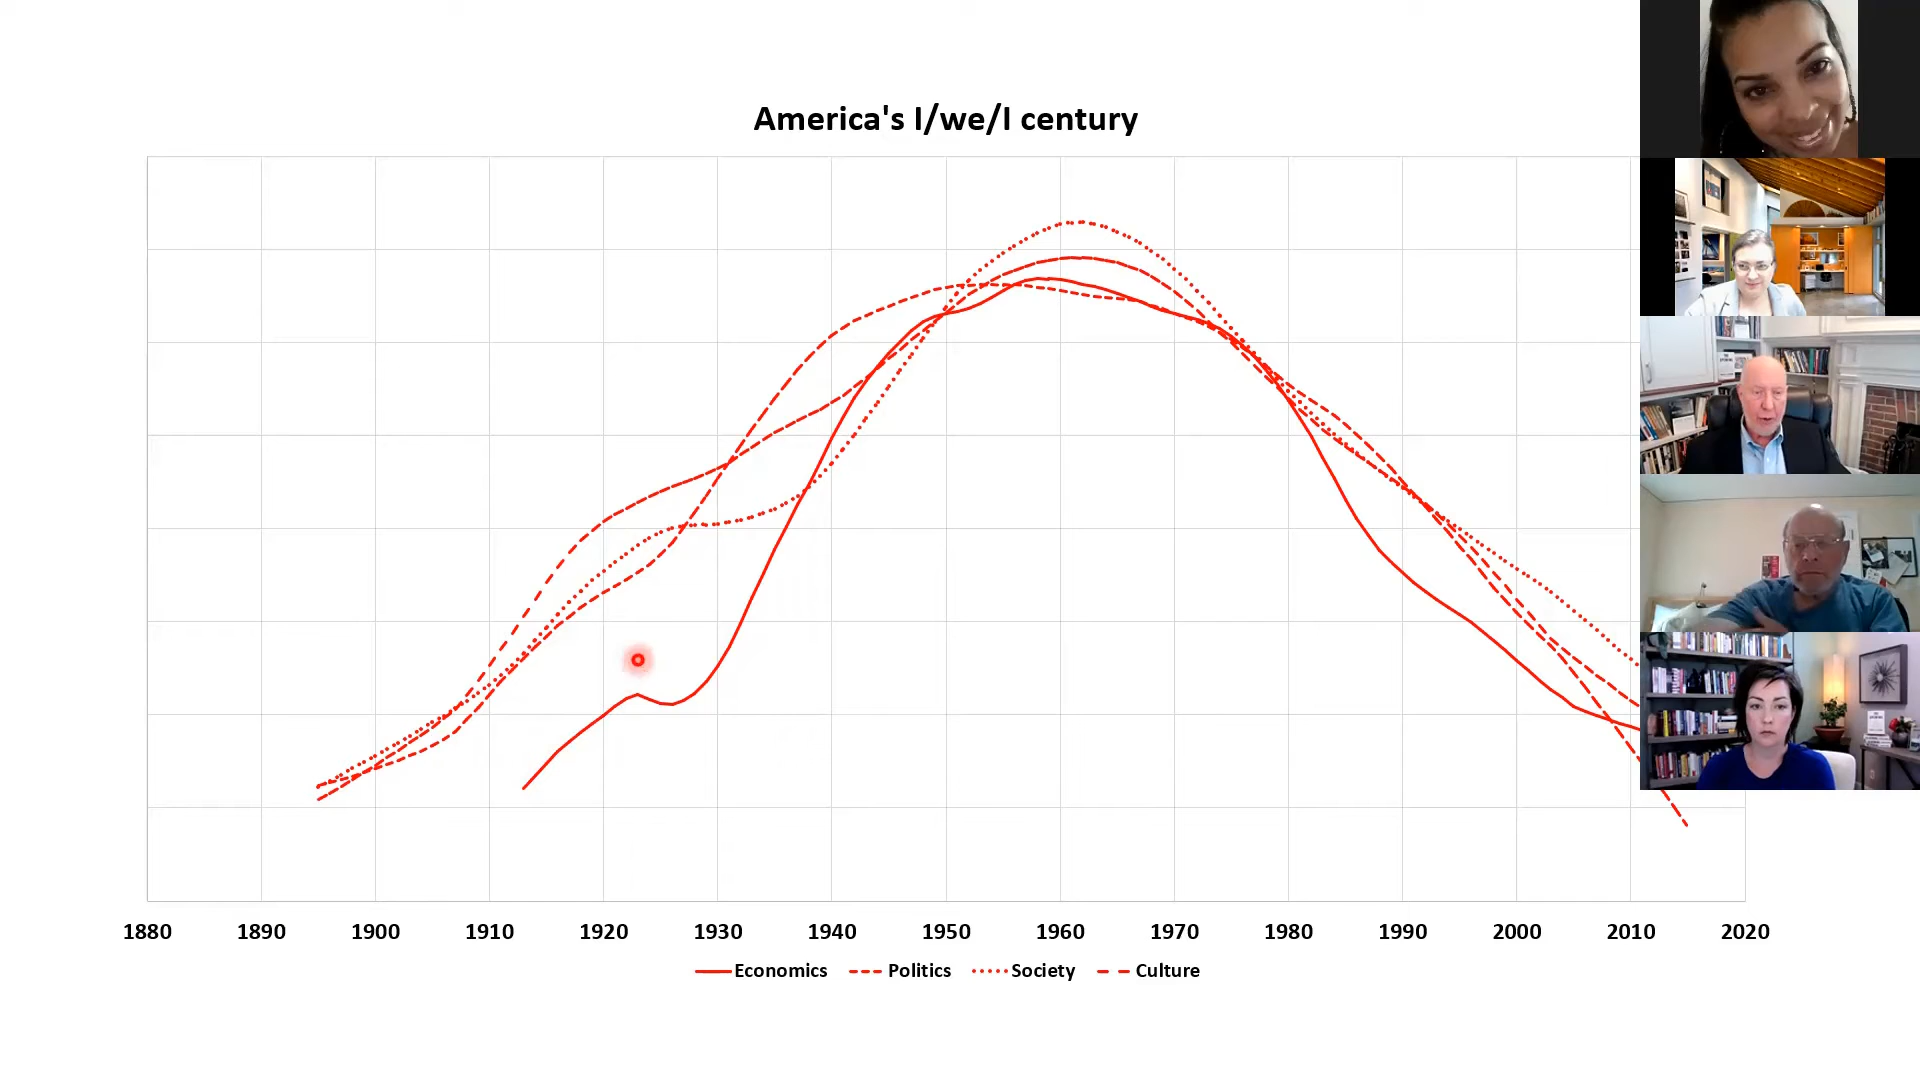 America's I/we/I century
1880 1890 1900 1910 1920 1930 1940 1950 1960 1970 1980 1990 2000 2010 2020
Economics Politics Society Culture